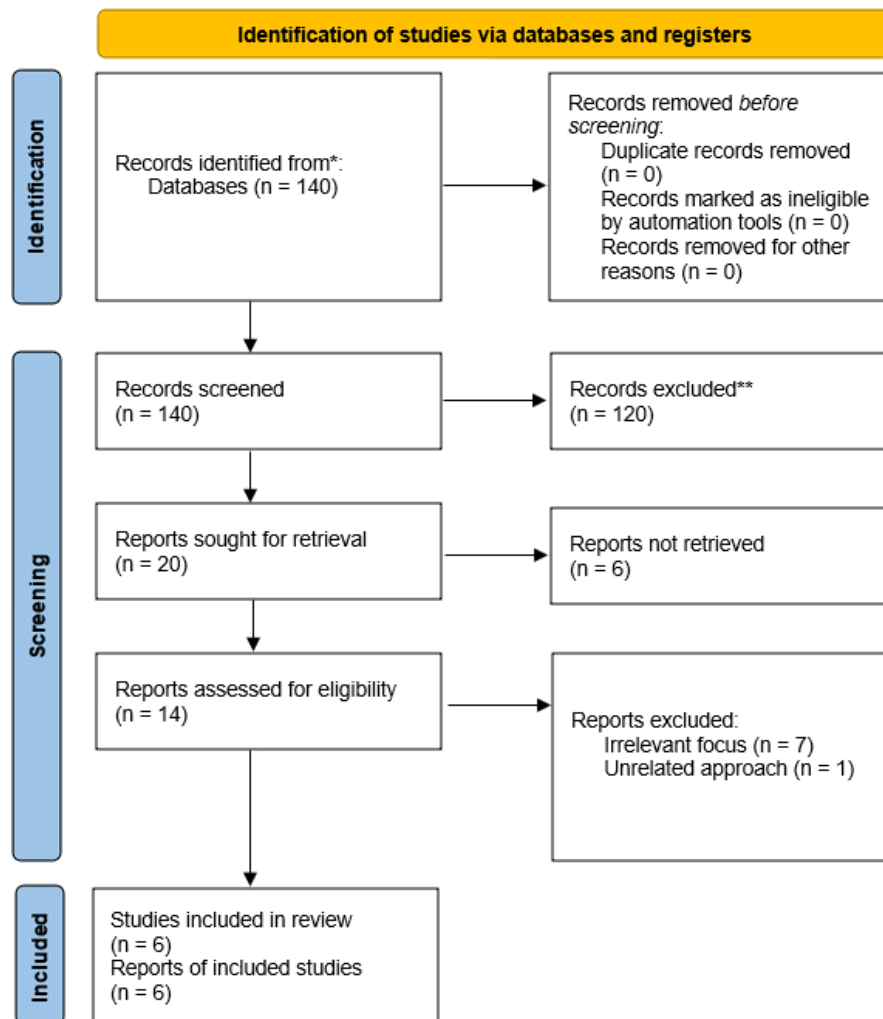 Identification of studies via databases and registers
Identification
Records identified from*:
Databases (n = 140)
Records removed before
screening:
Duplicate records removed
(n = 0)
Records marked as ineligible
by automation tools (n = 0)
Records removed for other
reasons (n = 0)
Screening
Records screened
(n = 140)
Records excluded**
(n = 120)
Reports sought for retrieval
(n = 20)
Reports not retrieved
(n = 6)
Reports assessed for eligibility
(n = 14)
Reports excluded:
Irrelevant focus (n = 7)
Unrelated approach (n = 1)
Included
Studies included in review
(n = 6)
Reports of included studies
(n = 6)